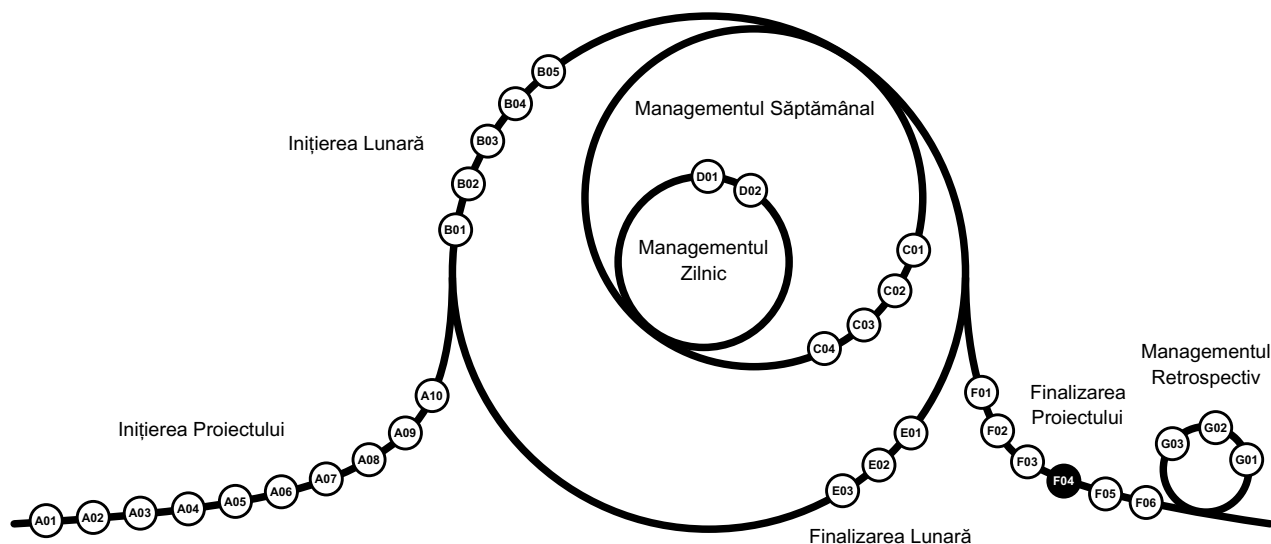 Inițierea Proiectului
A01
A02
A03
A04
A05
A06
A07
A08
A09
A10
Inițierea Lunară
B01
B02
B03
B04
B05
Managementul Săptămânal
C01
C02
C03
C04
Managementul
Zilnic
D01
D02
Finalizarea Lunară
E01
E02
E03
Finalizarea
Proiectului
F01
F02
F03
F04
F05
F06
Managementul
Retrospectiv
G01
G02
G03